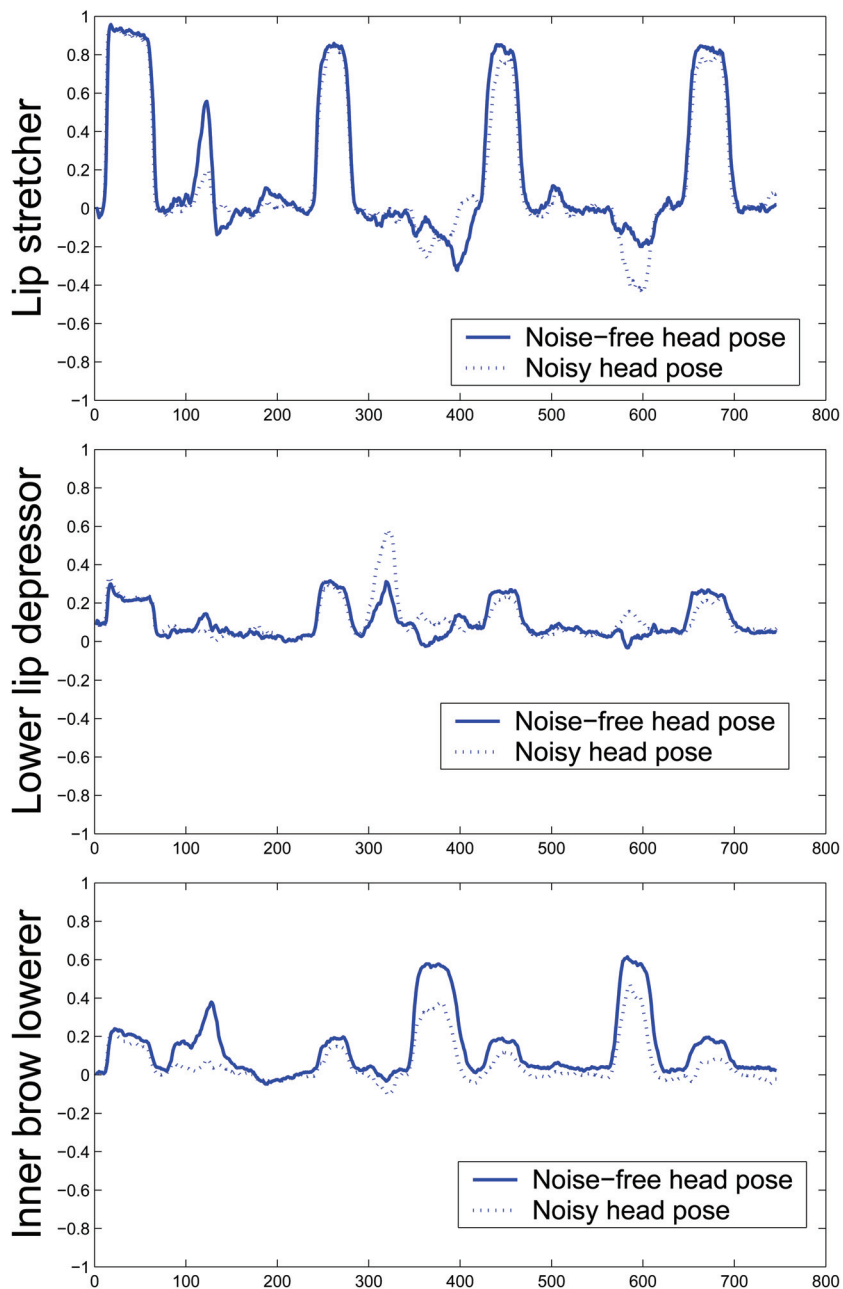 Lip stretcher
1
0.8
0.6
0.4
0.2
0
−0.2
−0.4
−0.6
−0.8
−1
0 100 200 300 400 500 600 700 800
Noise−free head pose
Noisy head pose
Lower lip depressor
1
0.8
0.6
0.4
0.2
0
−0.2
−0.4
−0.6
−0.8
−1
0 100 200 300 400 500 600 700 800
Noise−free head pose
Noisy head pose
Inner brow lowerer
1
0.8
0.6
0.4
0.2
0
−0.2
−0.4
−0.6
−0.8
−1
0 100 200 300 400 500 600 700 800
Noise−free head pose
Noisy head pose